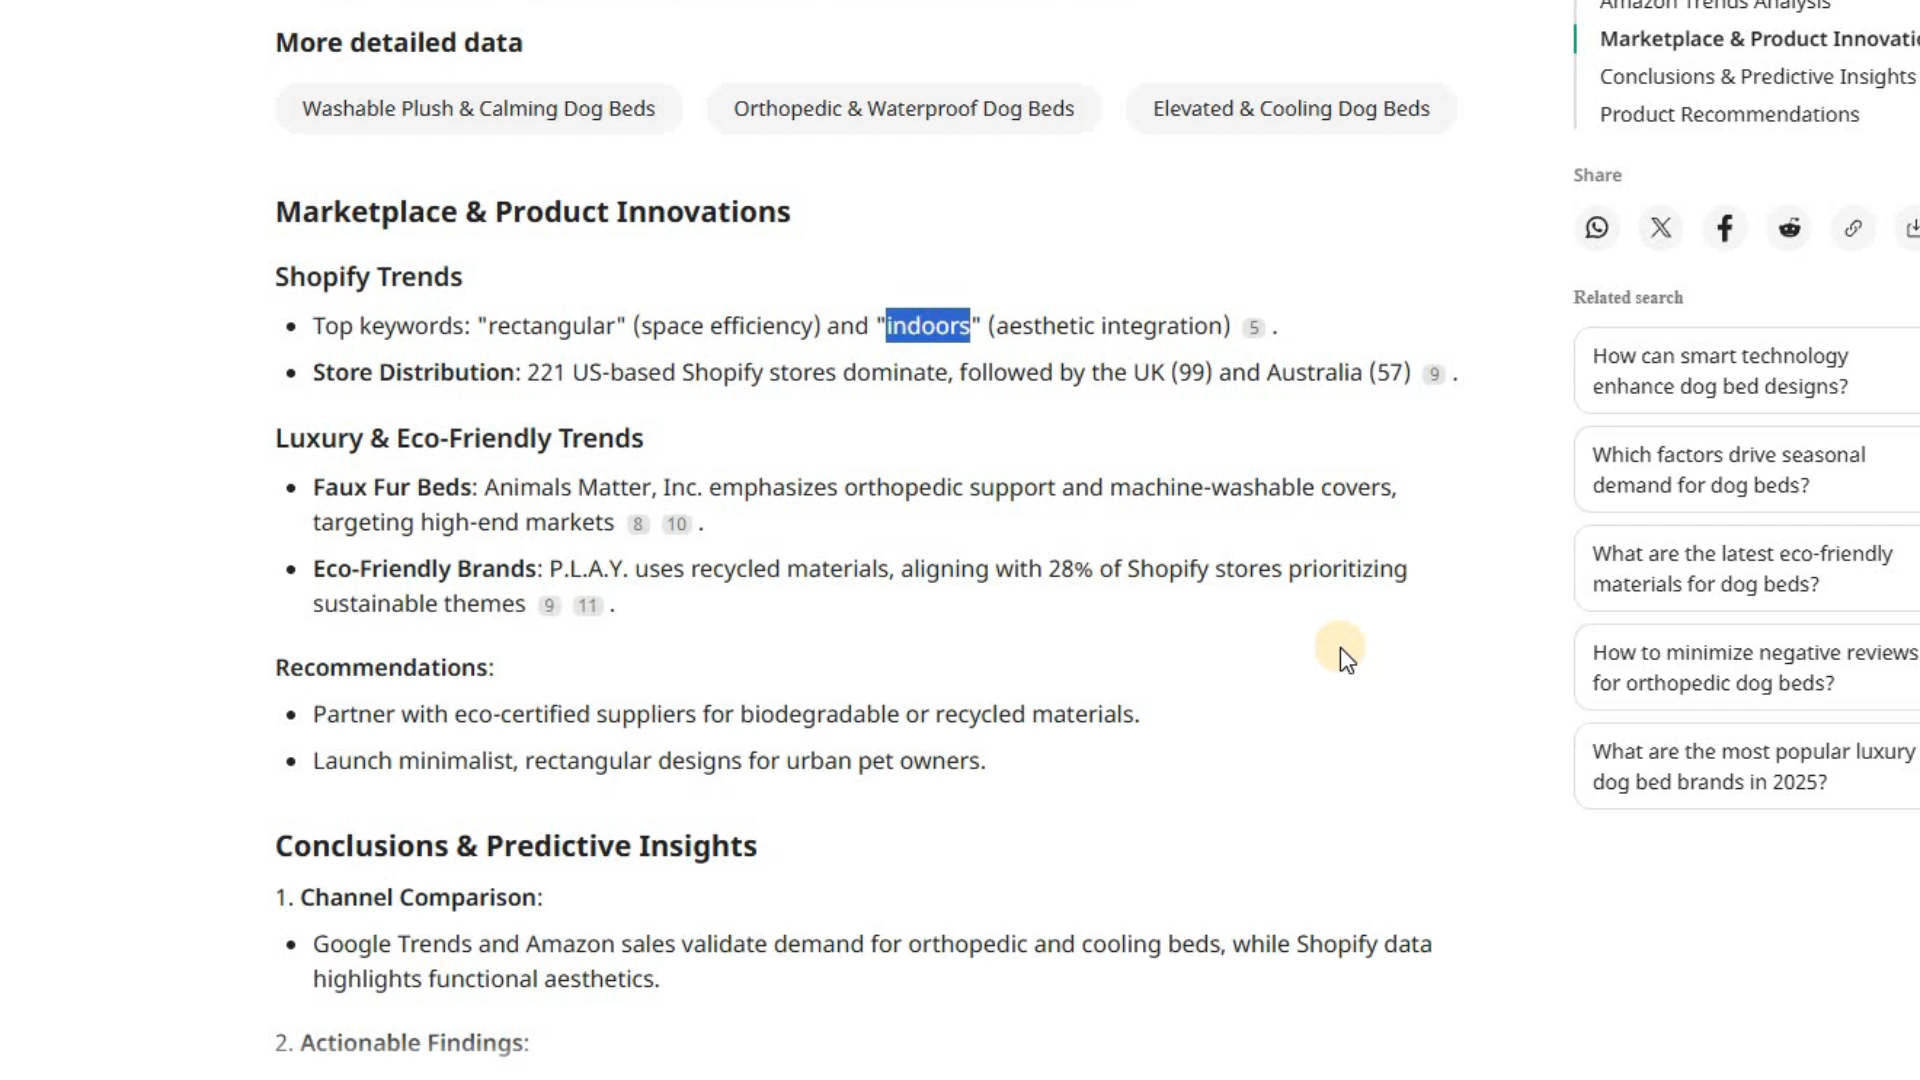 More detailed data
Washable Plush & Calming Dog Beds
Orthopedic & Waterproof Dog Beds
Elevated & Cooling Dog Beds
Marketplace & Product Innovations
Shopify Trends
• Top keywords: "rectangular" (space efficiency) and "indoors" (aesthetic integration) 5 .
• Store Distribution: 221 US-based Shopify stores dominate, followed by the UK (99) and Australia (57) 9 .
Luxury & Eco-Friendly Trends
• Faux Fur Beds: Animals Matter, Inc. emphasizes orthopedic support and machine-washable covers,
targeting high-end markets 8 10 .
• Eco-Friendly Brands: P.L.A.Y. uses recycled materials, aligning with 28% of Shopify stores prioritizing
sustainable themes 9 11 .
Recommendations:
• Partner with eco-certified suppliers for biodegradable or recycled materials.
• Launch minimalist, rectangular designs for urban pet owners.
Conclusions & Predictive Insights
1. Channel Comparison:
• Google Trends and Amazon sales validate demand for orthopedic and cooling beds, while Shopify data
highlights functional aesthetics.
2. Actionable Findings:
Amazon Trends Analysis
Marketplace & Product Innovatio
Conclusions & Predictive Insights
Product Recommendations
Share
Related search
How can smart technology
enhance dog bed designs?
Which factors drive seasonal
demand for dog beds?
What are the latest eco-friendly
materials for dog beds?
How to minimize negative reviews
for orthopedic dog beds?
What are the most popular luxury
dog bed brands in 2025?